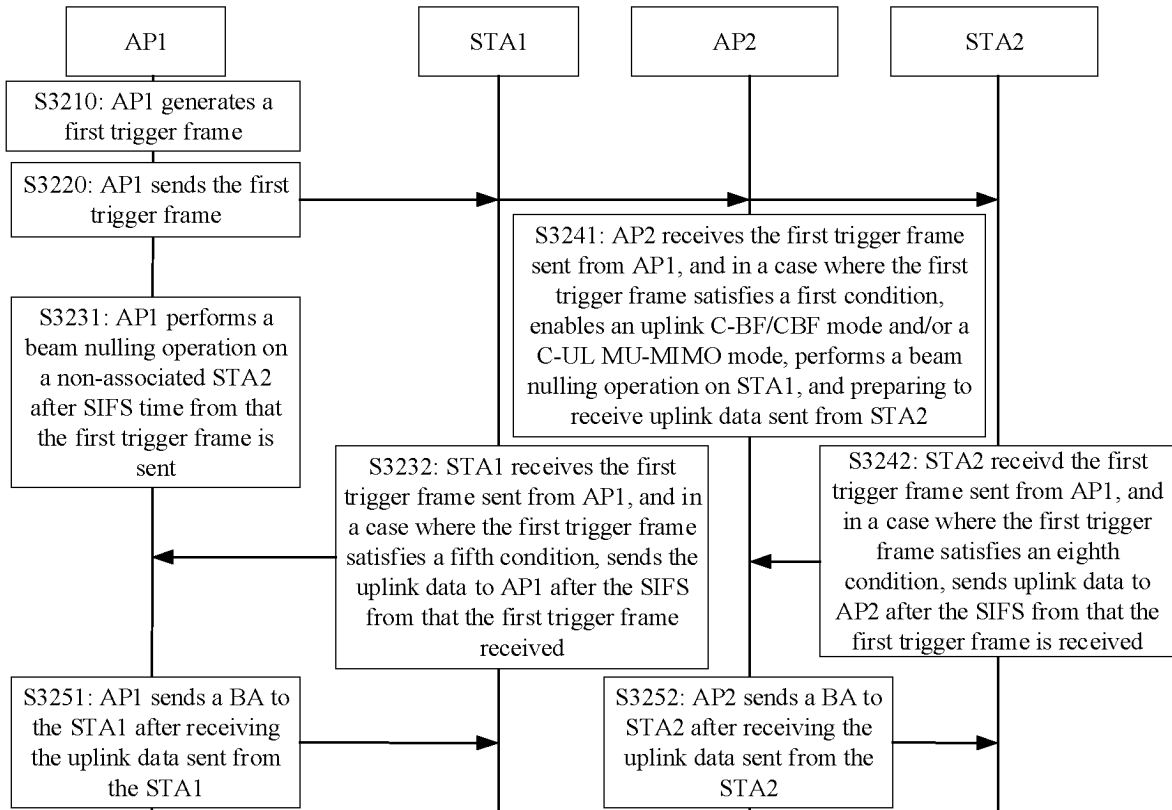 AP1
STA1
AP2
STA2
S3210: AP1 generates a
first trigger frame
S3220: AP1 sends the first
trigger frame
S3241: AP2 receives the first trigger frame
sent from AP1, and in a case where the first
trigger frame satisfies a first condition,
enables an uplink C-BF/CBF mode and/or a
C-UL MU-MIMO mode, performs a beam
nulling operation on STA1, and preparing to
receive uplink data sent from STA2
S3231: AP1 performs a
beam nulling operation on
a non-associated STA2
after SIFS time from that
the first trigger frame is
sent
S3232: STA1 receives the first
trigger frame sent from AP1, and in
a case where the first trigger frame
satisfies a fifth condition, sends the
uplink data to AP1 after the SIFS
from that the first trigger frame
received
S3242: STA2 receivd the first
trigger frame sent from AP1, and
in a case where the first trigger
frame satisfies an eighth
condition, sends uplink data to
AP2 after the SIFS from that the
first trigger frame is received
S3251: AP1 sends a BA to
the STA1 after receiving
the uplink data sent from
the STA1
S3252: AP2 sends a BA to
STA2 after receiving the
uplink data sent from the
STA2